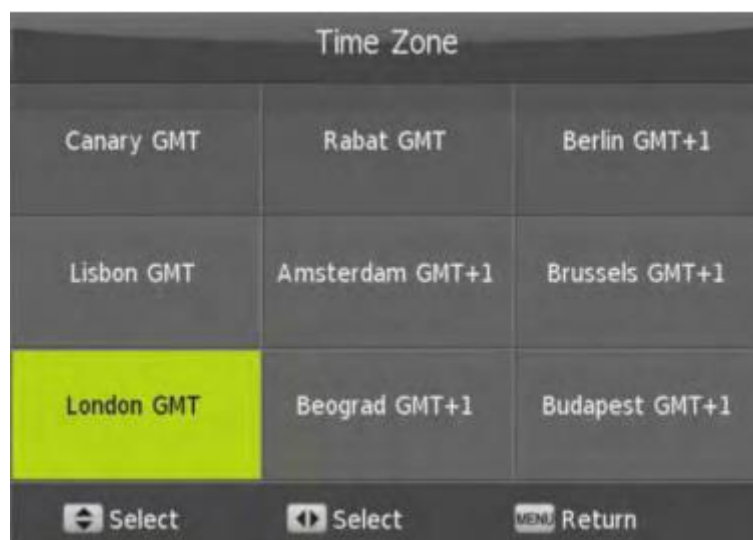 Time Zone
Canary GMT Rabat GMT Berlin GMT+1
Lisbon GMT Amsterdam GMT+1 Brussels GMT+1
London GMT Beograd GMT+1 Budapest GMT+1
Select Select MENU Return